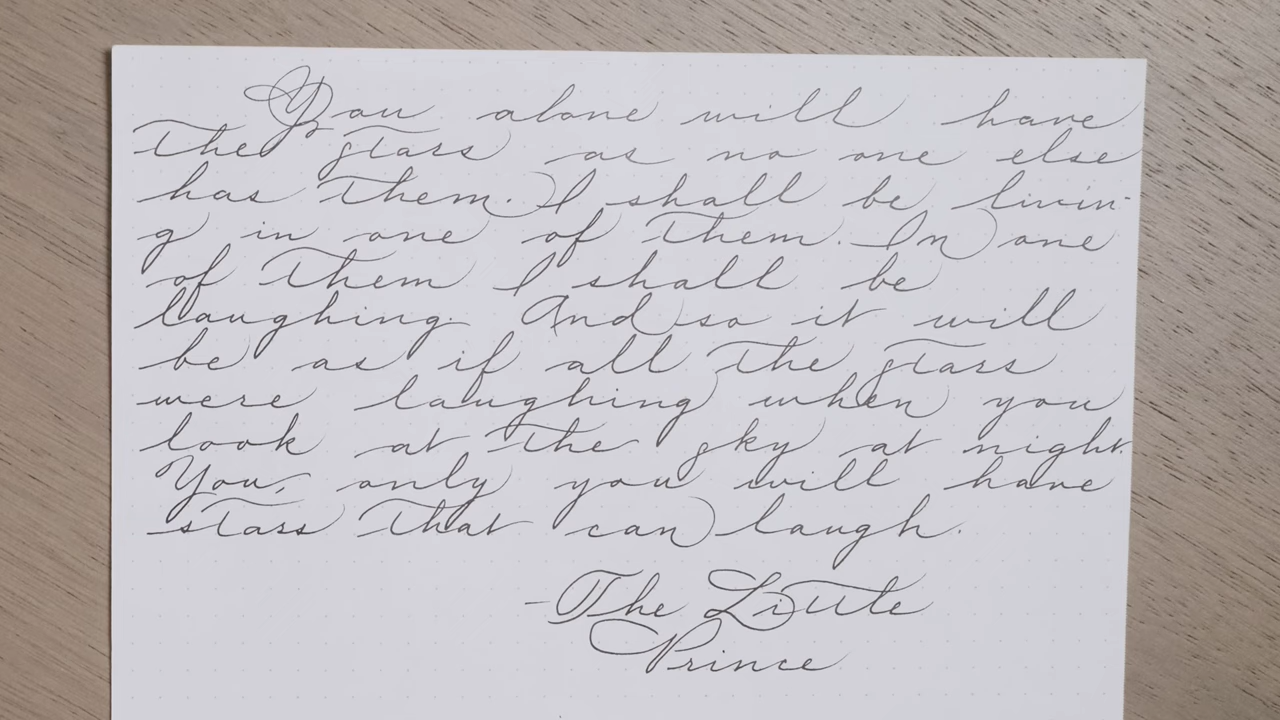 You alone will have
the stars as no one else
has them. I shall be livin-
g in one of them. In one
of them I shall be
laughing. And so it will
be as if all the stars
were laughing when you
look at the sky at night.
You, only you will have
stars that can laugh.
- The Little
Prince